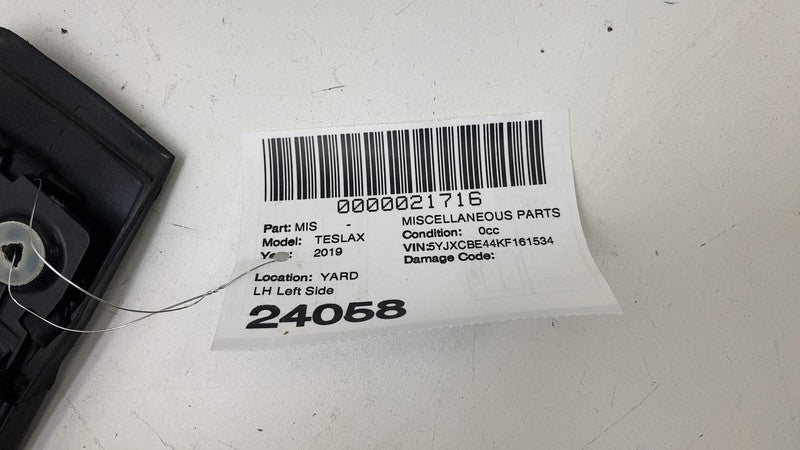 0000021716
Part: MIS - MISCELLANEOUS PARTS
Model: TESLAX Condition: 0cc
2019 VIN:5YJXCBE44KF161534
Damage Code:
Location: YARD
LH Left Side
24058